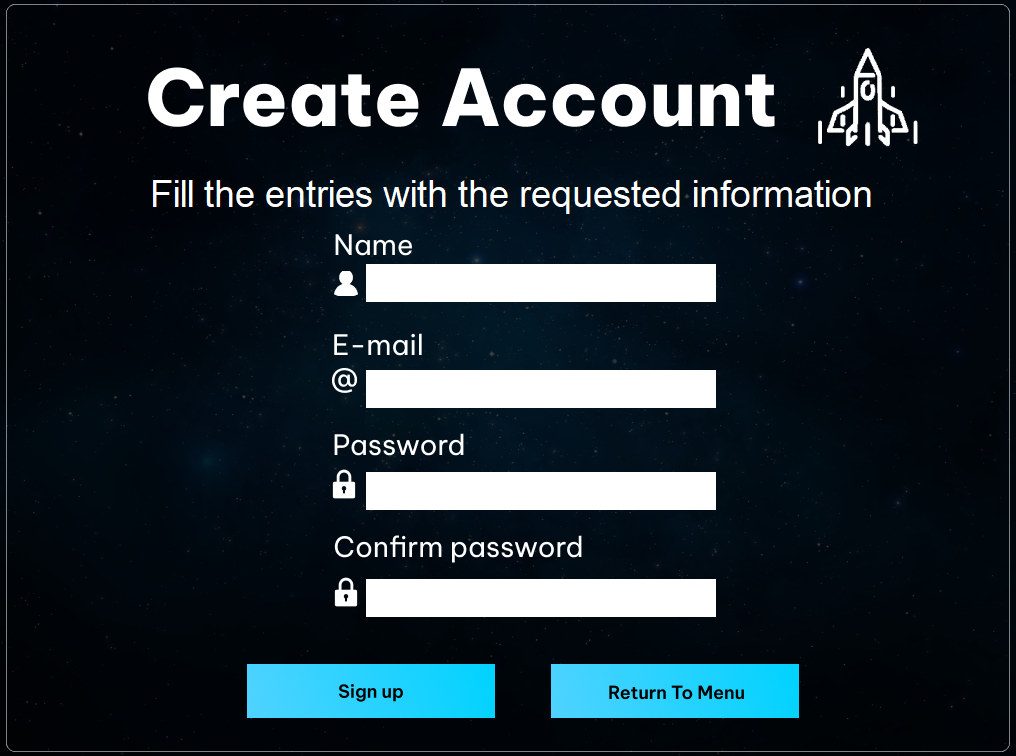 Create Account
Fill the entries with the requested information
Name
E-mail
@
Password
Confirm password
Sign up
Return To Menu